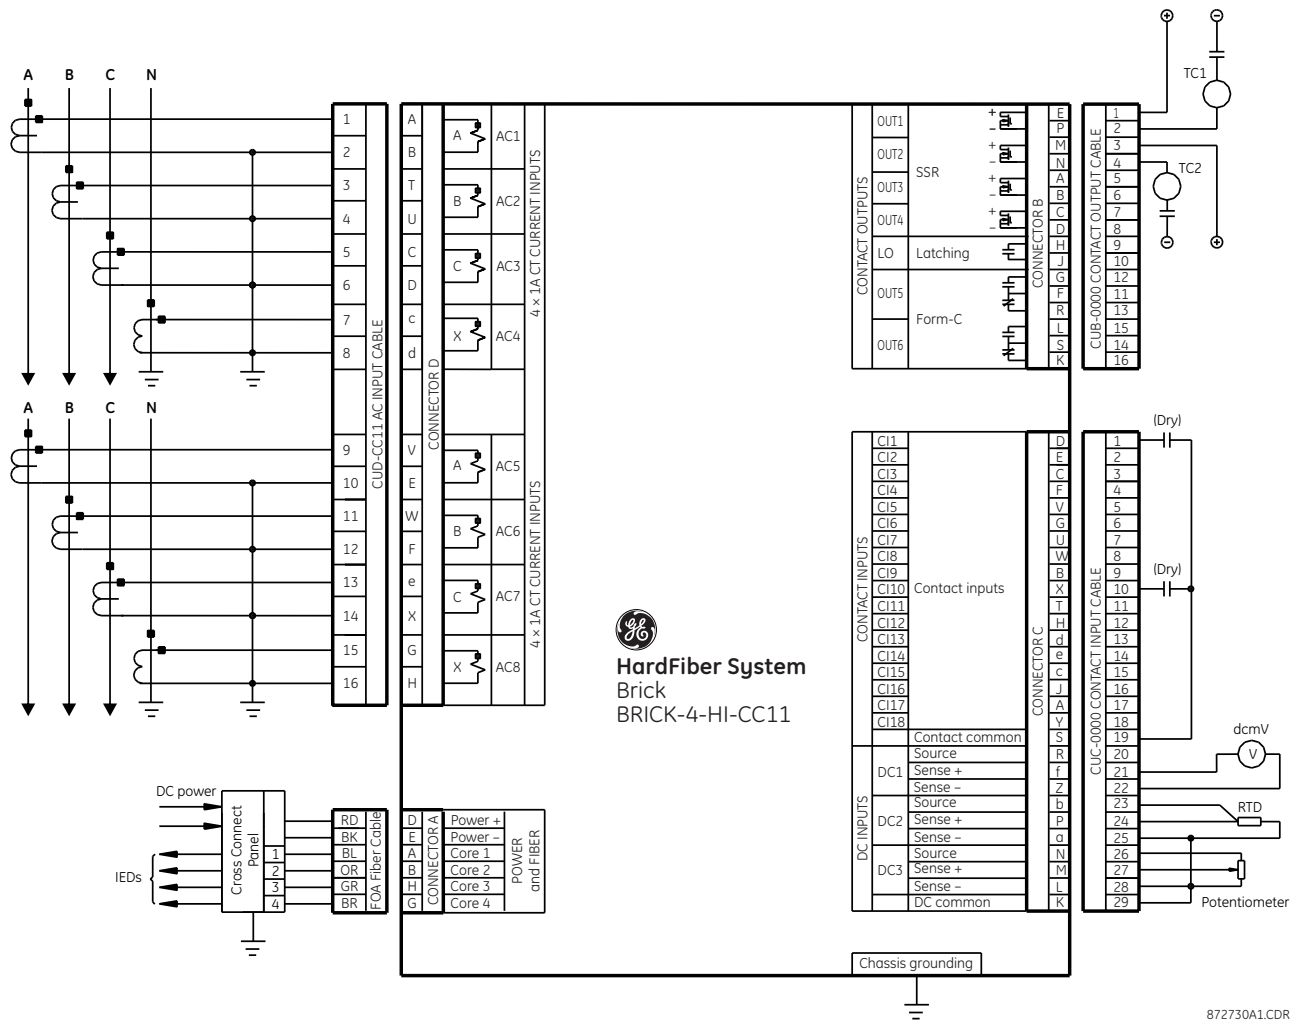 A B C N
1 A
2 B
3 T
4 U
5 C
6 D
7 c
8 d
A AC1
B AC2
C AC3
X AC4
4 × 1A CT CURRENT INPUTS
CUD-CC11 AC INPUT CABLE
CONNECTOR D
A B C N
9 V
10 E
11 W
12 F
13 e
14 X
15 G
16 H
A AC5
B AC6
C AC7
X AC8
4 × 1A CT CURRENT INPUTS
DC power
IEDs
Cross Connect
Panel
1
2
3
4
RD
BK
BL
OR
GR
BR
FOA Fiber Cable
CONNECTOR A
D Power +
E Power –
A Core 1
B Core 2
H Core 3
G Core 4
POWER
and FIBER
GE
HardFiber System
Brick
BRICK-4-HI-CC11
CONTACT OUTPUTS
OUT1
OUT2
OUT3
OUT4
SSR
LO Latching
OUT5
OUT6
Form-C
+
–
+
–
+
–
+
–
CONNECTOR B
CUB-0000 CONTACT OUTPUT CABLE
E 1
P 2
M 3
N 4
A 5
B 6
C 7
D 8
H 9
J 10
G 12
F 11
R 13
L 15
S 14
K 16
+ –
TC1
TC2
– +
CONTACT INPUTS
Contact inputs
CONNECTOR C
CUC-0000 CONTACT INPUT CABLE
CI1 D 1
CI2 E 2
CI3 C 3
CI4 F 4
CI5 V 5
CI6 G 6
CI7 U 7
CI8 W 8
CI9 B 9
CI10 X 10
CI11 T 11
CI12 H 12
CI13 d 13
CI14 e 14
CI15 c 15
CI16 J 16
CI17 A 17
CI18 Y 18
Contact common S 19
DC INPUTS
DC1
Source R 20
Sense + f 21
Sense – Z 22
DC2
Source b 23
Sense + P 24
Sense – a 25
DC3
Source N 26
Sense + M 27
Sense – L 28
DC common K 29
(Dry)
(Dry)
dcmV
V
RTD
Potentiometer
Chassis grounding
872730A1.CDR